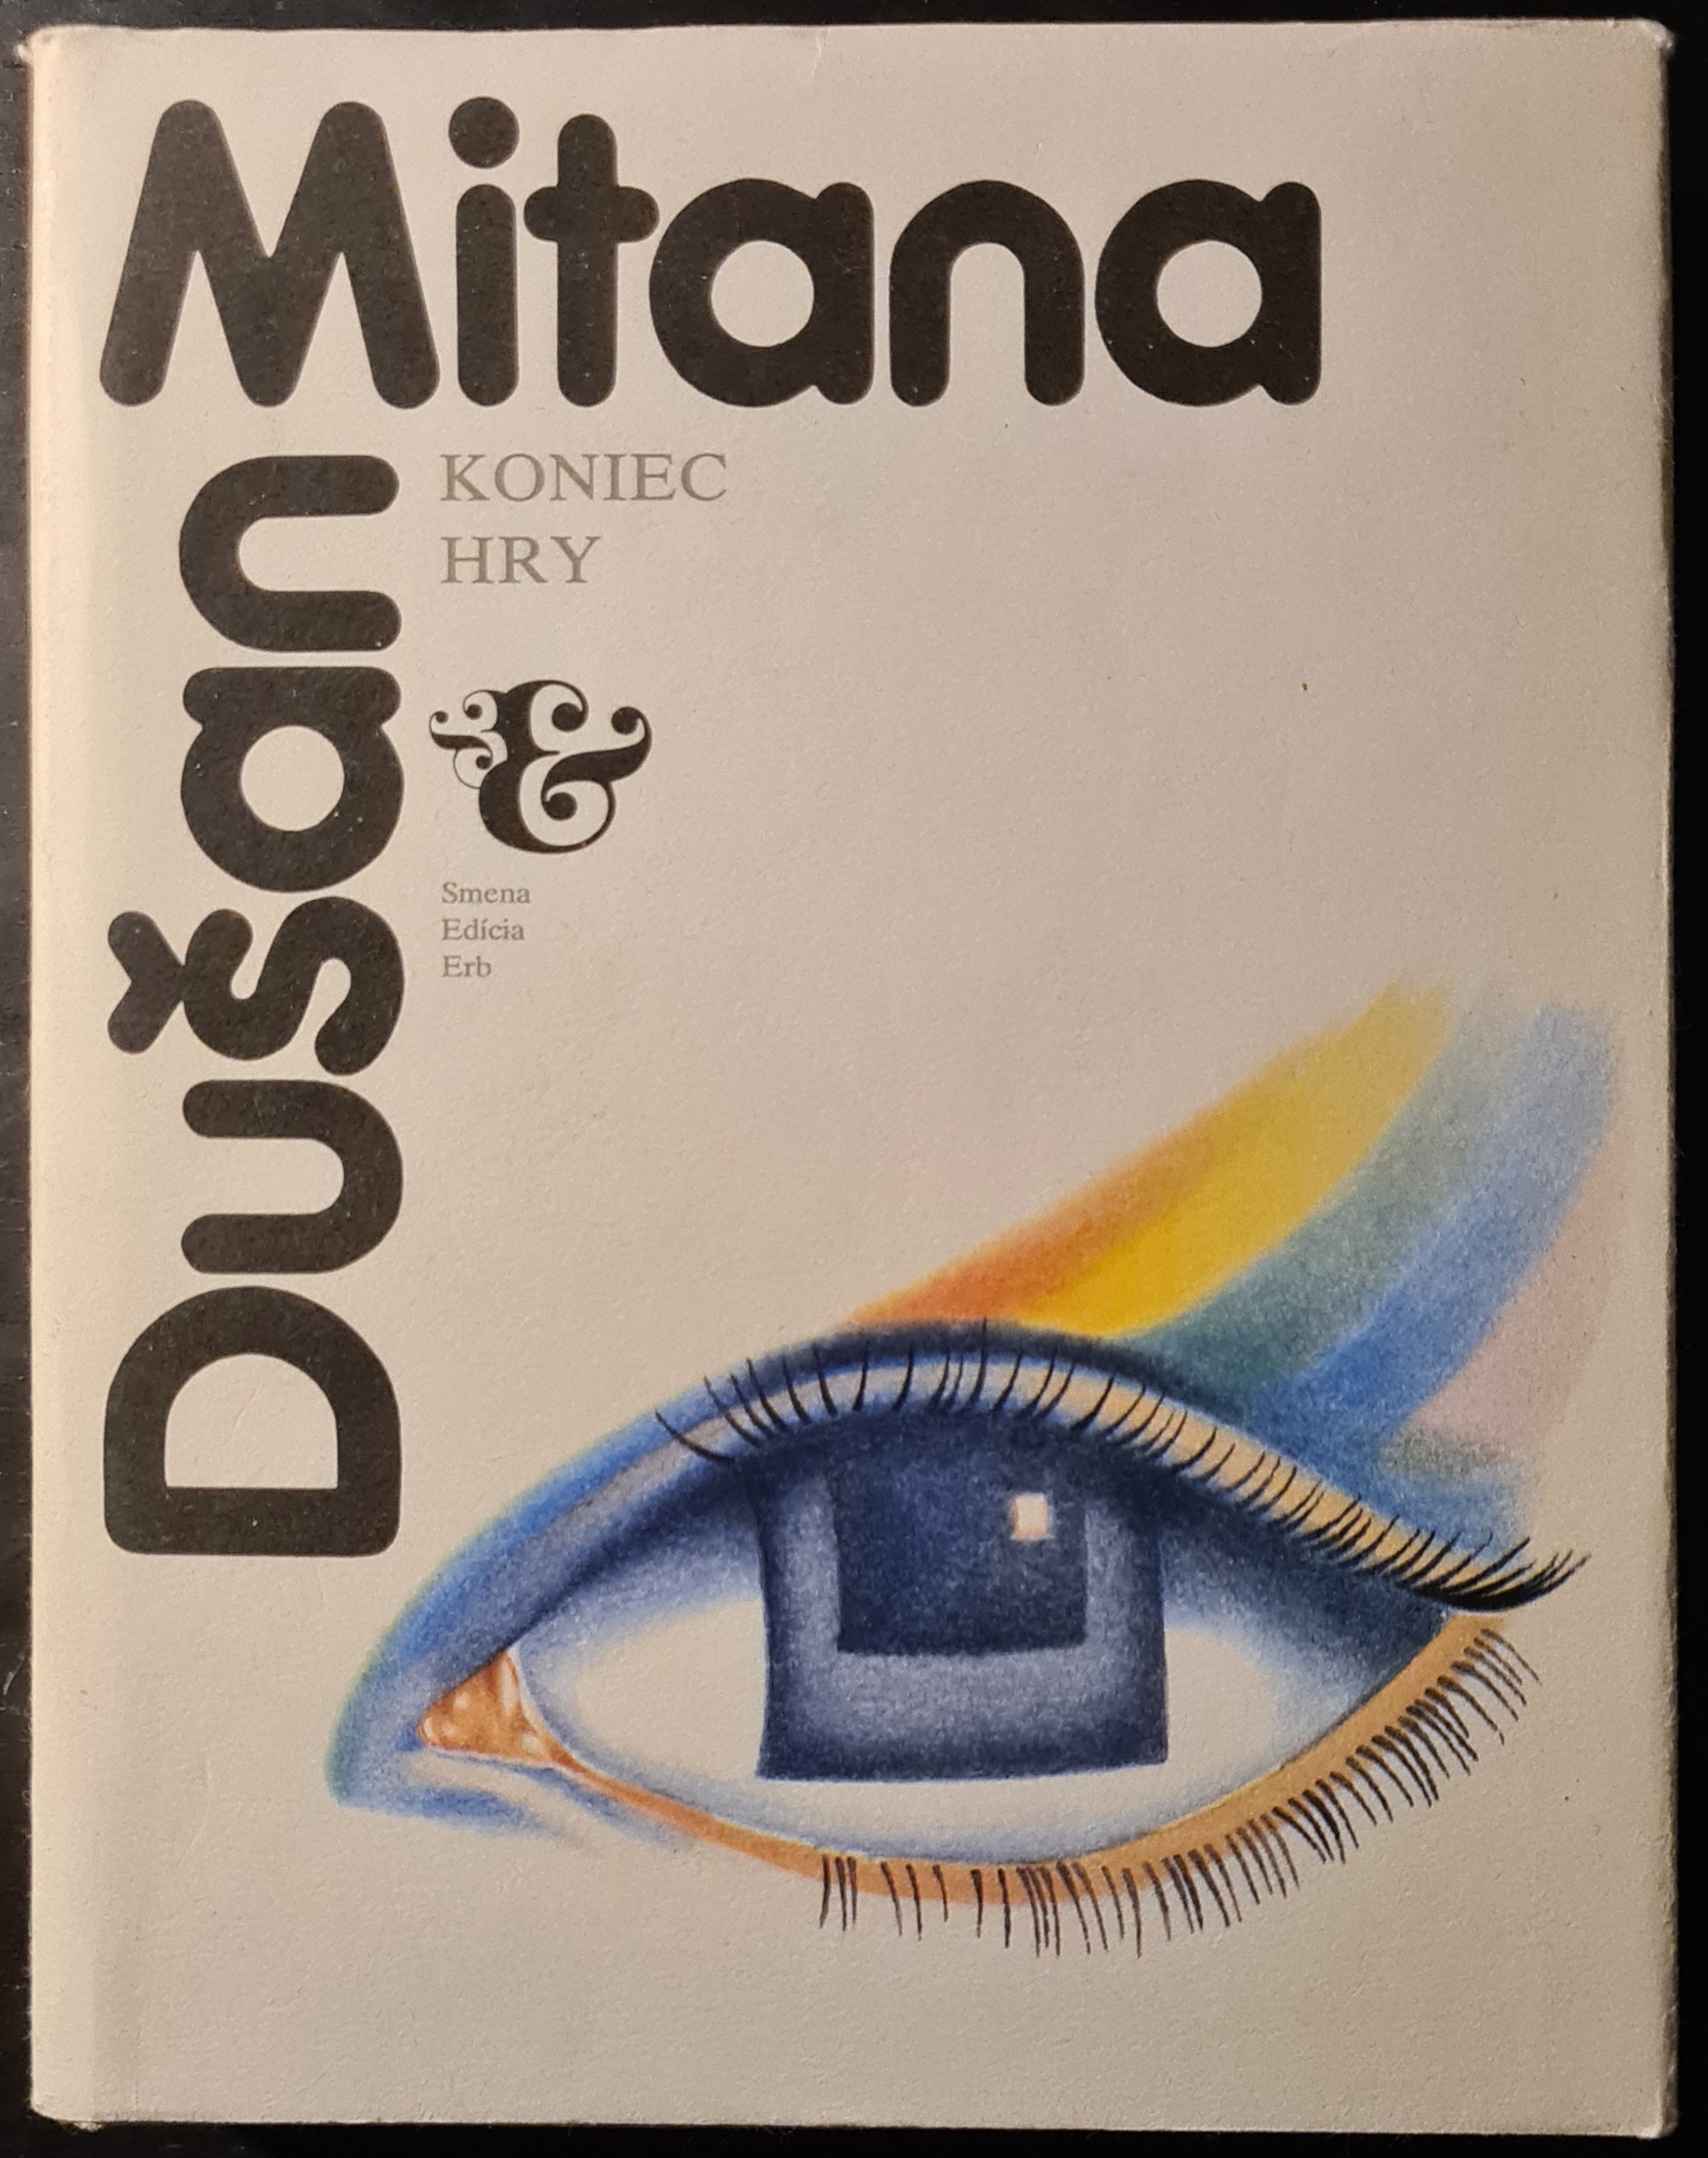 Mitana
Dušan
KONIEC
HRY
&
Smena
Edícia
Erb